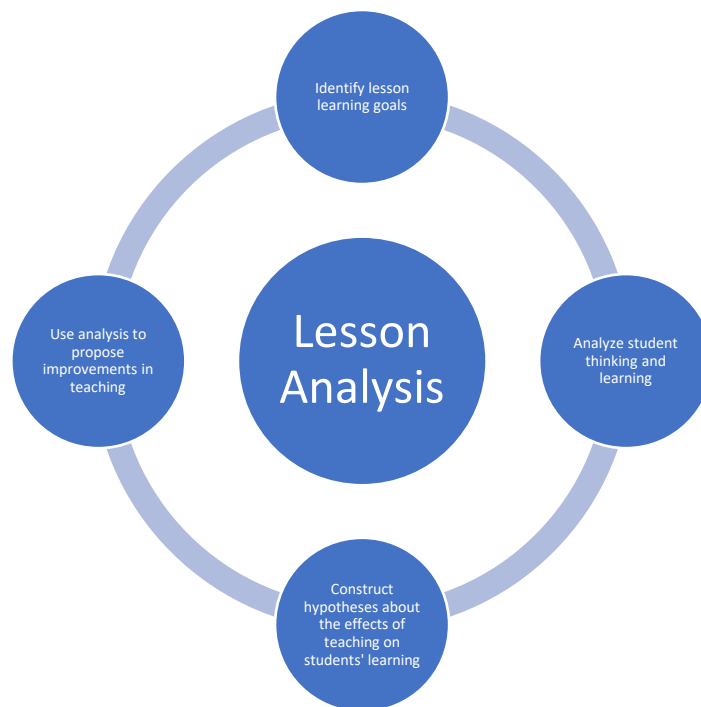 Identify lesson
learning goals
Lesson
Analysis
Use analysis to
propose
improvements in
teaching
Analyze student
thinking and
learning
Construct
hypotheses about
the effects of
teaching on
students' learning